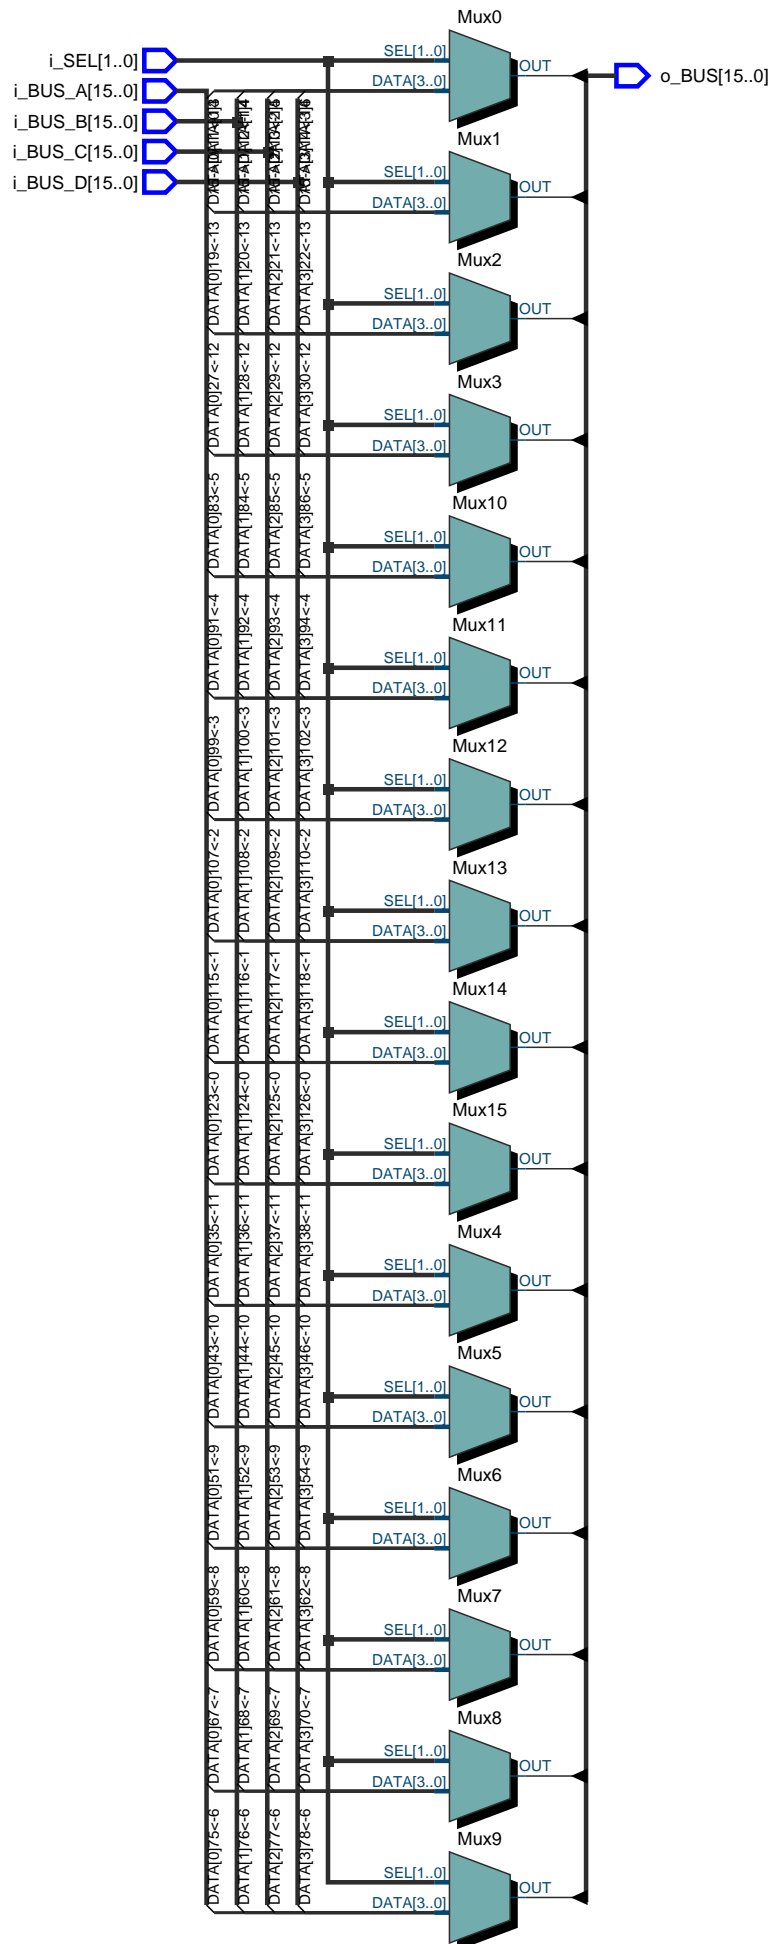 Mux0
i_SEL[1..0]
SEL[1..0]
OUT
o_BUS[15..0]
i_BUS_A[15..0]
DATA[3..0]
i_BUS_B[15..0]
i_BUS_C[15..0]
i_BUS_D[15..0]
Mux1
SEL[1..0]
DATA[3..0]
OUT
DATA[0]19<-13
DATA[1]20<-13
DATA[2]21<-13
DATA[3]22<-13
Mux2
SEL[1..0]
DATA[3..0]
OUT
DATA[0]27<-12
DATA[1]28<-12
DATA[2]29<-12
DATA[3]30<-12
Mux3
SEL[1..0]
DATA[3..0]
OUT
DATA[0]83<-5
DATA[1]84<-5
DATA[2]85<-5
DATA[3]86<-5
Mux10
SEL[1..0]
DATA[3..0]
OUT
DATA[0]91<-4
DATA[1]92<-4
DATA[2]93<-4
DATA[3]94<-4
Mux11
SEL[1..0]
DATA[3..0]
OUT
DATA[0]99<-3
DATA[1]100<-3
DATA[2]101<-3
DATA[3]102<-3
Mux12
SEL[1..0]
DATA[3..0]
OUT
DATA[0]107<-2
DATA[1]108<-2
DATA[2]109<-2
DATA[3]110<-2
Mux13
SEL[1..0]
DATA[3..0]
OUT
DATA[0]115<-1
DATA[1]116<-1
DATA[2]117<-1
DATA[3]118<-1
Mux14
SEL[1..0]
DATA[3..0]
OUT
DATA[0]123<-0
DATA[1]124<-0
DATA[2]125<-0
DATA[3]126<-0
Mux15
SEL[1..0]
DATA[3..0]
OUT
DATA[0]35<-11
DATA[1]36<-11
DATA[2]37<-11
DATA[3]38<-11
Mux4
SEL[1..0]
DATA[3..0]
OUT
DATA[0]43<-10
DATA[1]44<-10
DATA[2]45<-10
DATA[3]46<-10
Mux5
SEL[1..0]
DATA[3..0]
OUT
DATA[0]51<-9
DATA[1]52<-9
DATA[2]53<-9
DATA[3]54<-9
Mux6
SEL[1..0]
DATA[3..0]
OUT
DATA[0]59<-8
DATA[1]60<-8
DATA[2]61<-8
DATA[3]62<-8
Mux7
SEL[1..0]
DATA[3..0]
OUT
DATA[0]67<-7
DATA[1]68<-7
DATA[2]69<-7
DATA[3]70<-7
Mux8
SEL[1..0]
DATA[3..0]
OUT
DATA[0]75<-6
DATA[1]76<-6
DATA[2]77<-6
DATA[3]78<-6
Mux9
SEL[1..0]
DATA[3..0]
OUT